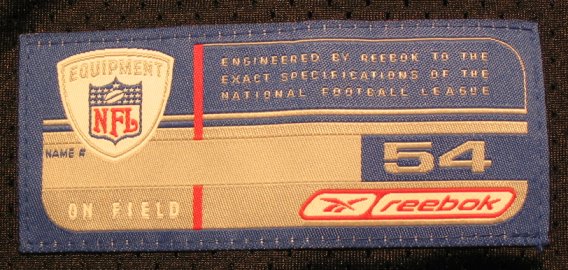 EQUIPMENT
NFL
ENGINEERED BY REEBOK TO THE
EXACT SPECIFICATIONS OF THE
NATIONAL FOOTBALL LEAGUE
NAME #
54
ON FIELD
Reebok